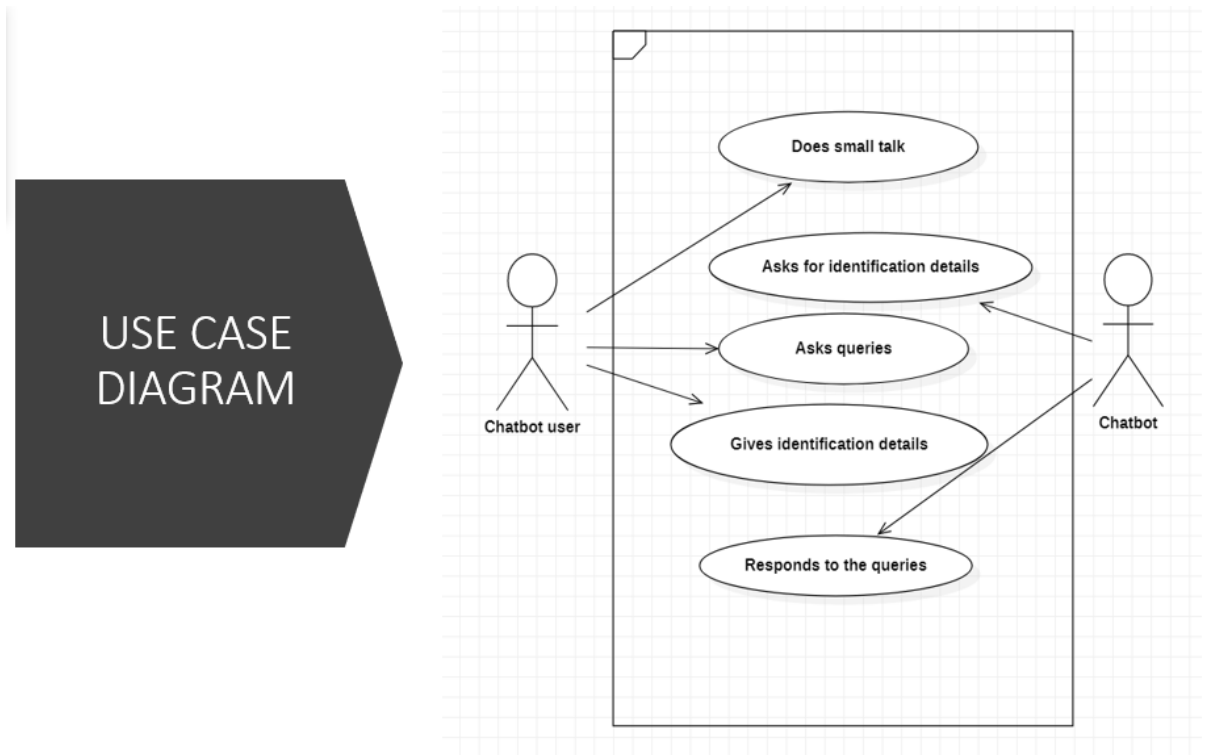 USE CASE
DIAGRAM
Does small talk
Asks for identification details
Asks queries
Gives identification details
Responds to the queries
Chatbot user
Chatbot